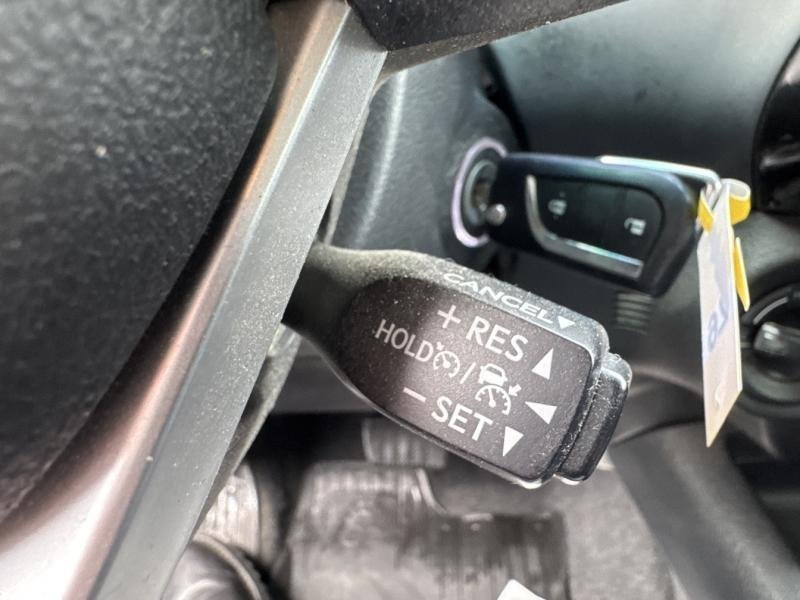 CANCEL
+ RES
HOLD /
- SET